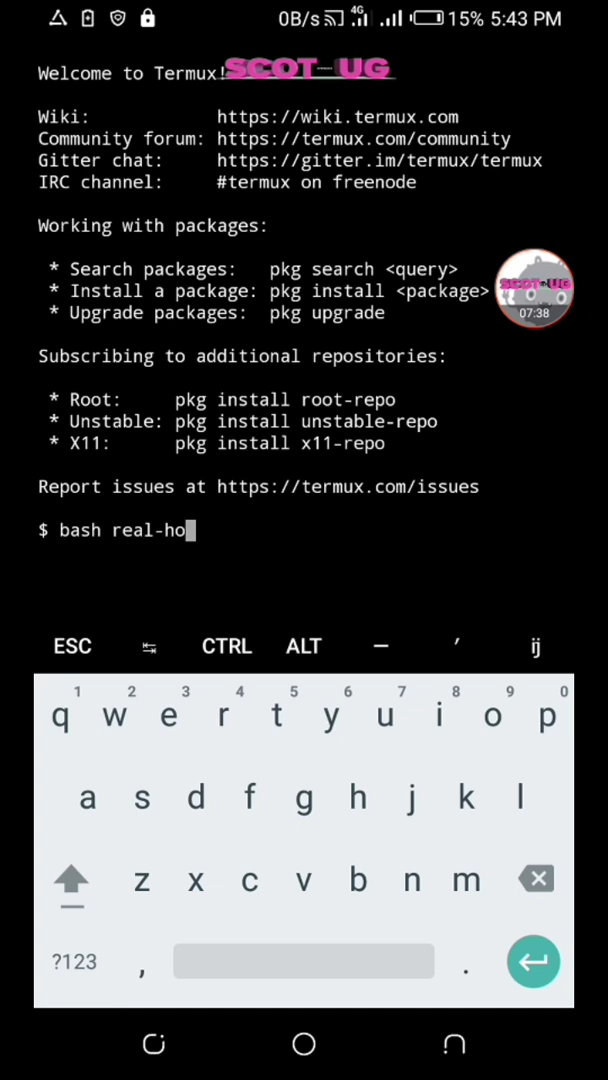 0B/s 4G 15% 5:43 PM
Welcome to Termux! SCOT-UG
Wiki: https://wiki.termux.com
Community forum: https://termux.com/community
Gitter chat: https://gitter.im/termux/termux
IRC channel: #termux on freenode
Working with packages:
* Search packages: pkg search <query>
* Install a package: pkg install <package>
* Upgrade packages: pkg upgrade
SCOT-UG
07:38
Subscribing to additional repositories:
* Root: pkg install root-repo
* Unstable: pkg install unstable-repo
* X11: pkg install x11-repo
Report issues at https://termux.com/issues
$ bash real-ho
ESC ↹ CTRL ALT — ′ ij
1 2 3 4 5 6 7 8 9 0
q w e r t y u i o p
a s d f g h j k l
z x c v b n m
?123 , .